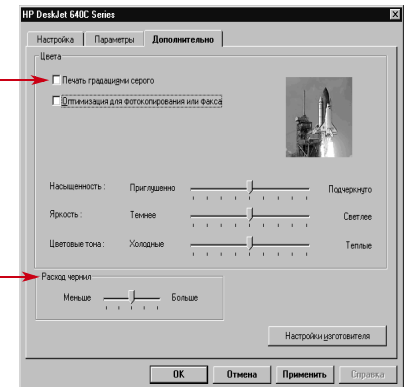 HP DeskJet 640C Series
Настройка Параметры Дополнительно
Цвета
Печать градациями серого
Оптимизация для фотокопирования или факса
Насыщенность: Приглушенно Подчеркнуто
Яркость: Темнее Светлее
Цветовые тона: Холодные Теплые
Расход чернил
Меньше Больше
Настройки изготовителя
OK Отмена Применить Справка